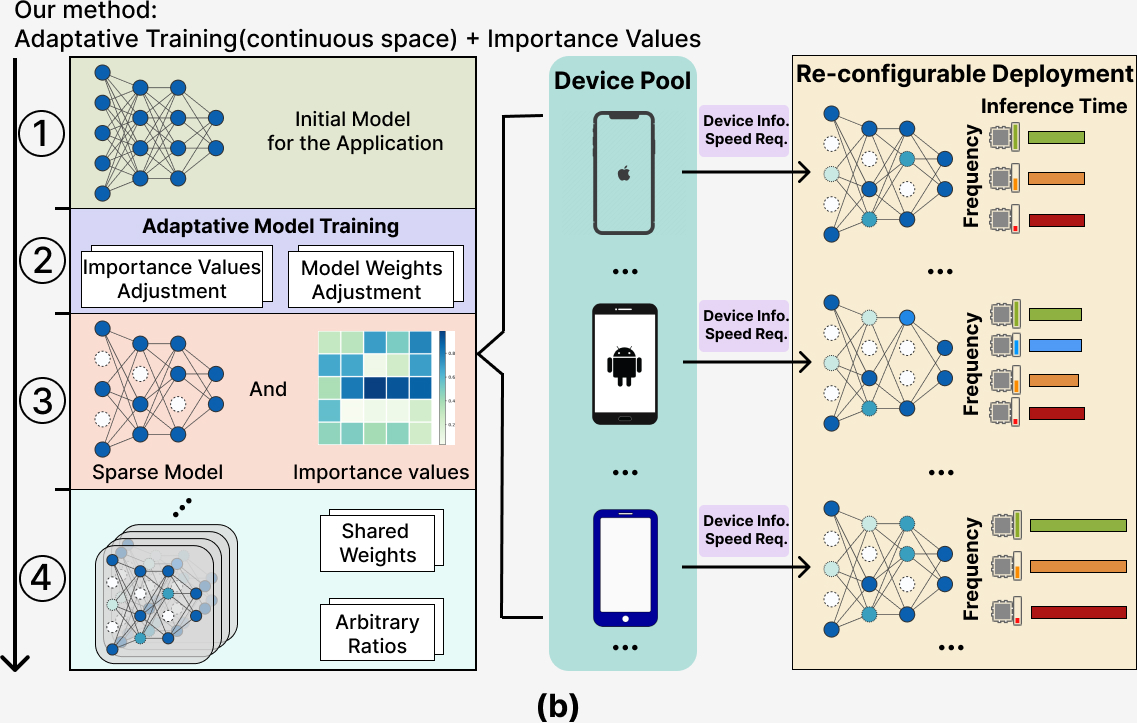 Our method:
Adaptative Training(continuous space) + Importance Values
1
Initial Model
for the Application
2
Adaptative Model Training
Importance Values
Adjustment
Model Weights
Adjustment
3
And
0.8
0.6
0.4
0.2
Sparse Model
Importance values
4
Shared
Weights
Arbitrary
Ratios
Device Pool
...
...
...
Device Info.
Speed Req.
Device Info.
Speed Req.
Device Info.
Speed Req.
Re-configurable Deployment
Inference Time
Frequency
...
Frequency
...
Frequency
...
(b)